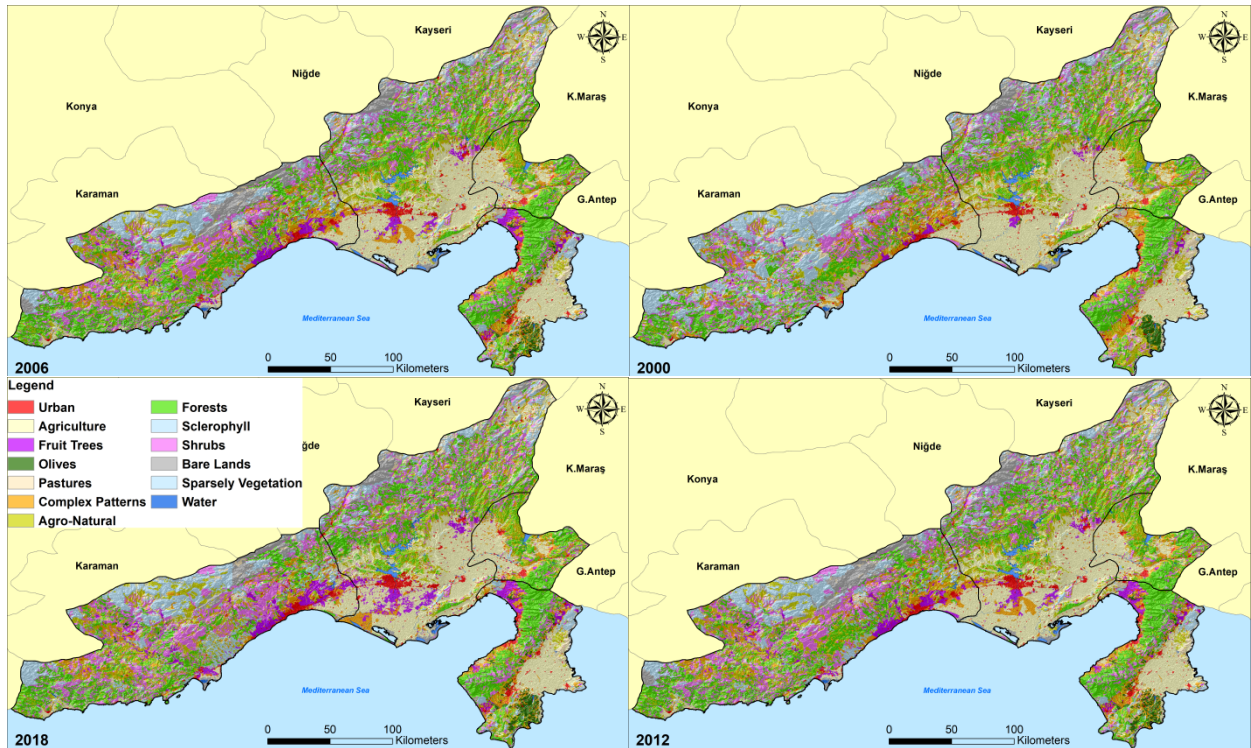 Kayseri
Niğde
Konya
K.Maraş
Karaman
G.Antep
Mediterranean Sea
0 50 100
Kilometers
2006
N
W E
S
Kayseri
Niğde
Konya
K.Maraş
Karaman
G.Antep
Mediterranean Sea
0 50 100
Kilometers
2000
N
W E
S
Legend
Urban
Agriculture
Fruit Trees
Olives
Pastures
Complex Patterns
Agro-Natural
Forests
Sclerophyll
Shrubs
Bare Lands
Sparsely Vegetation
Water
Kayseri
ğde
K.Maraş
Karaman
G.Antep
Mediterranean Sea
0 50 100
Kilometers
2018
N
W E
S
Kayseri
Niğde
Konya
K.Maraş
Karaman
G.Antep
Mediterranean Sea
0 50 100
Kilometers
2012
N
W E
S